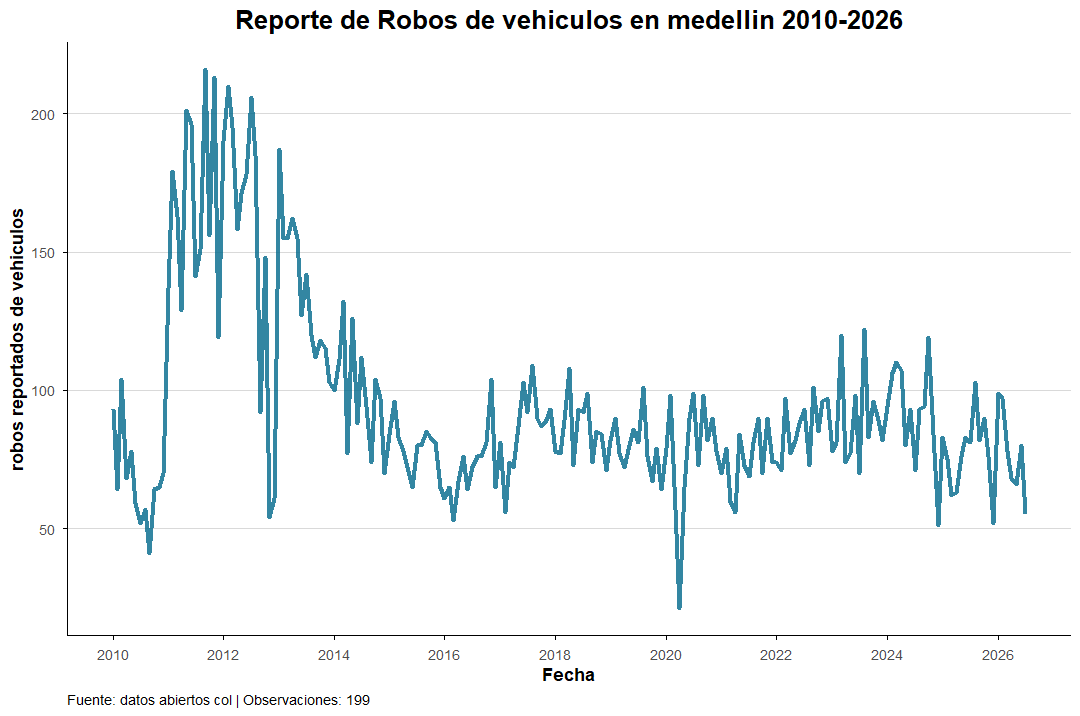 Reporte de Robos de vehiculos en medellin 2010-2026
robos reportados de vehiculos
200
150
100
50
2010 2012 2014 2016 2018 2020 2022 2024 2026
Fecha
Fuente: datos abiertos col | Observaciones: 199